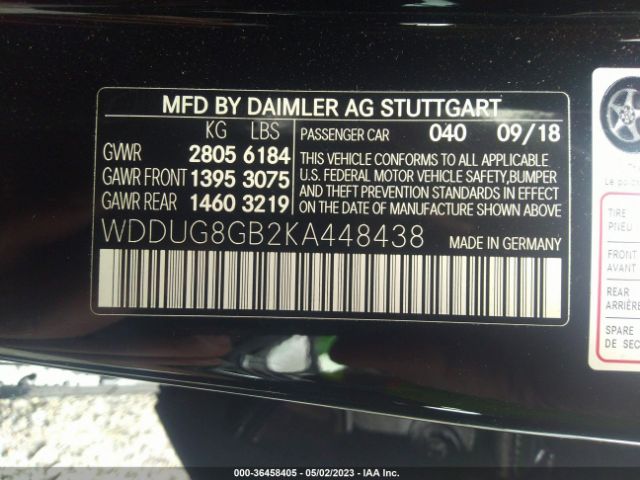 MFD BY DAIMLER AG STUTTGART
KG LBS
GVWR 2805 6184
GAWR FRONT 1395 3075
GAWR REAR 1460 3219
PASSENGER CAR 040 09/18
THIS VEHICLE CONFORMS TO ALL APPLICABLE
U.S. FEDERAL MOTOR VEHICLE SAFETY,BUMPER
AND THEFT PREVENTION STANDARDS IN EFFECT
ON THE DATE OF MANUFACTURE SHOWN ABOVE
WDDUG8GB2KA448438 MADE IN GERMANY
Le po
TIRE
PNEU
FRONT
AVANT
REAR
ARRIÈ
SPARE
DE SEC
000-36458405 - 05/02/2023 - IAA Inc.